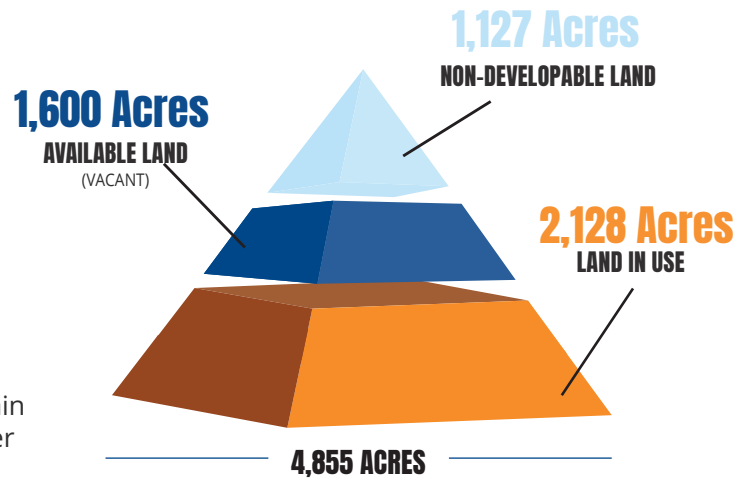 1,127 Acres
NON-DEVELOPABLE LAND
1,600 Acres
AVAILABLE LAND
(VACANT)
2,128 Acres
LAND IN USE
er
4,855 ACRES